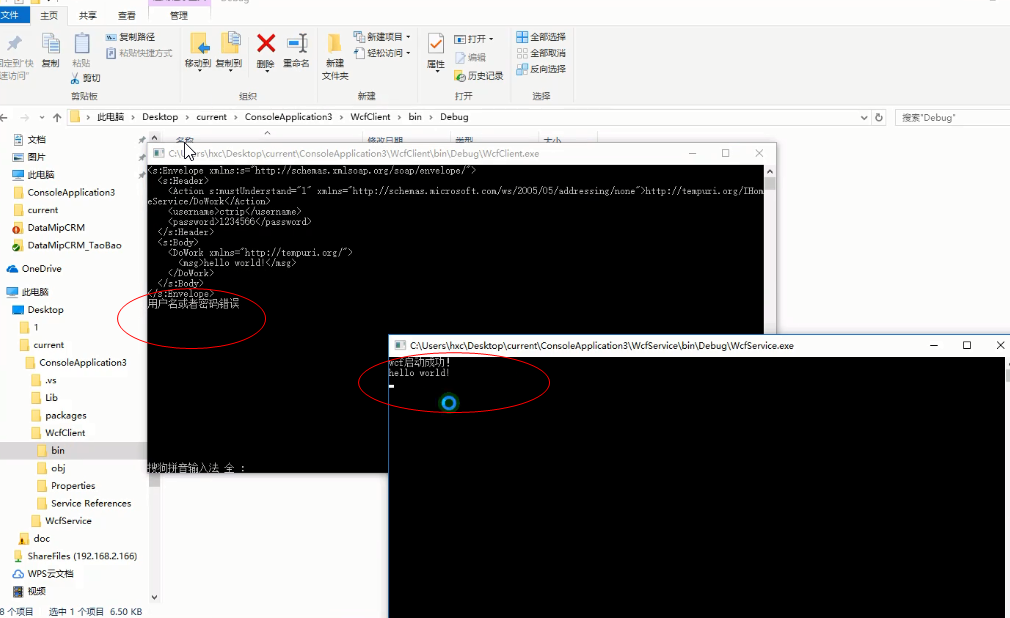 文件 主页 共享 查看 管理
复制 粘贴 复制路径
粘贴快捷方式
剪切
移动到 复制到 删除 重命名
新建
文件夹
新建项目
轻松访问
属性 打开
编辑
历史记录
全部选择
全部取消
反向选择
剪贴板 组织 新建 打开 选择
此电脑 Desktop current ConsoleApplication3 WcfClient bin Debug
搜索"Debug"
文档
图片
此电脑
ConsoleApplication3
current
DataMipCRM
DataMipCRM_TaoBao
OneDrive
此电脑
Desktop
1
current
ConsoleApplication3
.vs
Lib
packages
WcfClient
bin
obj
Properties
Service References
WcfService
doc
ShareFiles (192.168.2.166)
WPS云文档
视频
8 个项目 选中 1 个项目 6.50 KB
名称 修改日期 类型 大小
\hxc\Desktop\current\ConsoleApplication3\WcfClient\bin\Debug\WcfClient.exe
<s:Envelope xmlns:s="http://schemas.xmlsoap.org/soap/envelope/">
<s:Header>
<Action s:mustUnderstand="1" xmlns="http://schemas.microsoft.com/ws/2005/05/addressing/none">http://tempuri.org/IHom
eService/DoWork</Action>
<username>ctrip</username>
<password>1234566</password>
</s:Header>
<s:Body>
<DoWork xmlns="http://tempuri.org/">
<msg>hello world!</msg>
</DoWork>
</s:Body>
</s:Envelope>
用户名或者密码错误
搜狗拼音输入法 全 :
C:\Users\hxc\Desktop\current\ConsoleApplication3\WcfService\bin\Debug\WcfService.exe
wcf启动成功!
hello world!